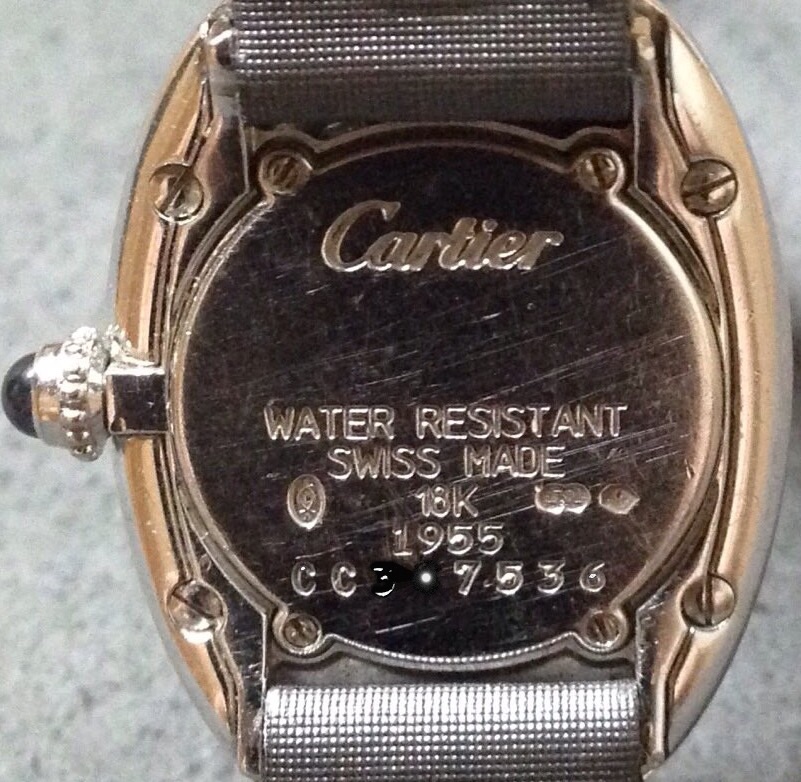 Cartier
WATER RESISTANT
SWISS MADE
18K
1955
CC 7536